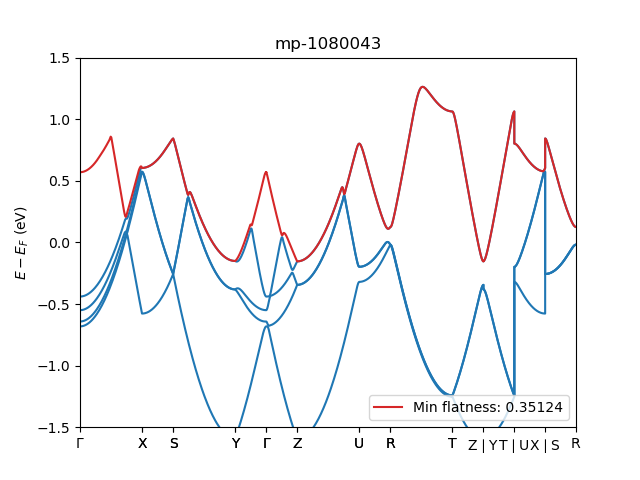 mp-1080043
1.5
1.0
0.5
0.0
−0.5
−1.0
−1.5
E − E_F (eV)
Min flatness: 0.35124
Γ X S Y Γ Z U R T Z | Y T | U X | S R